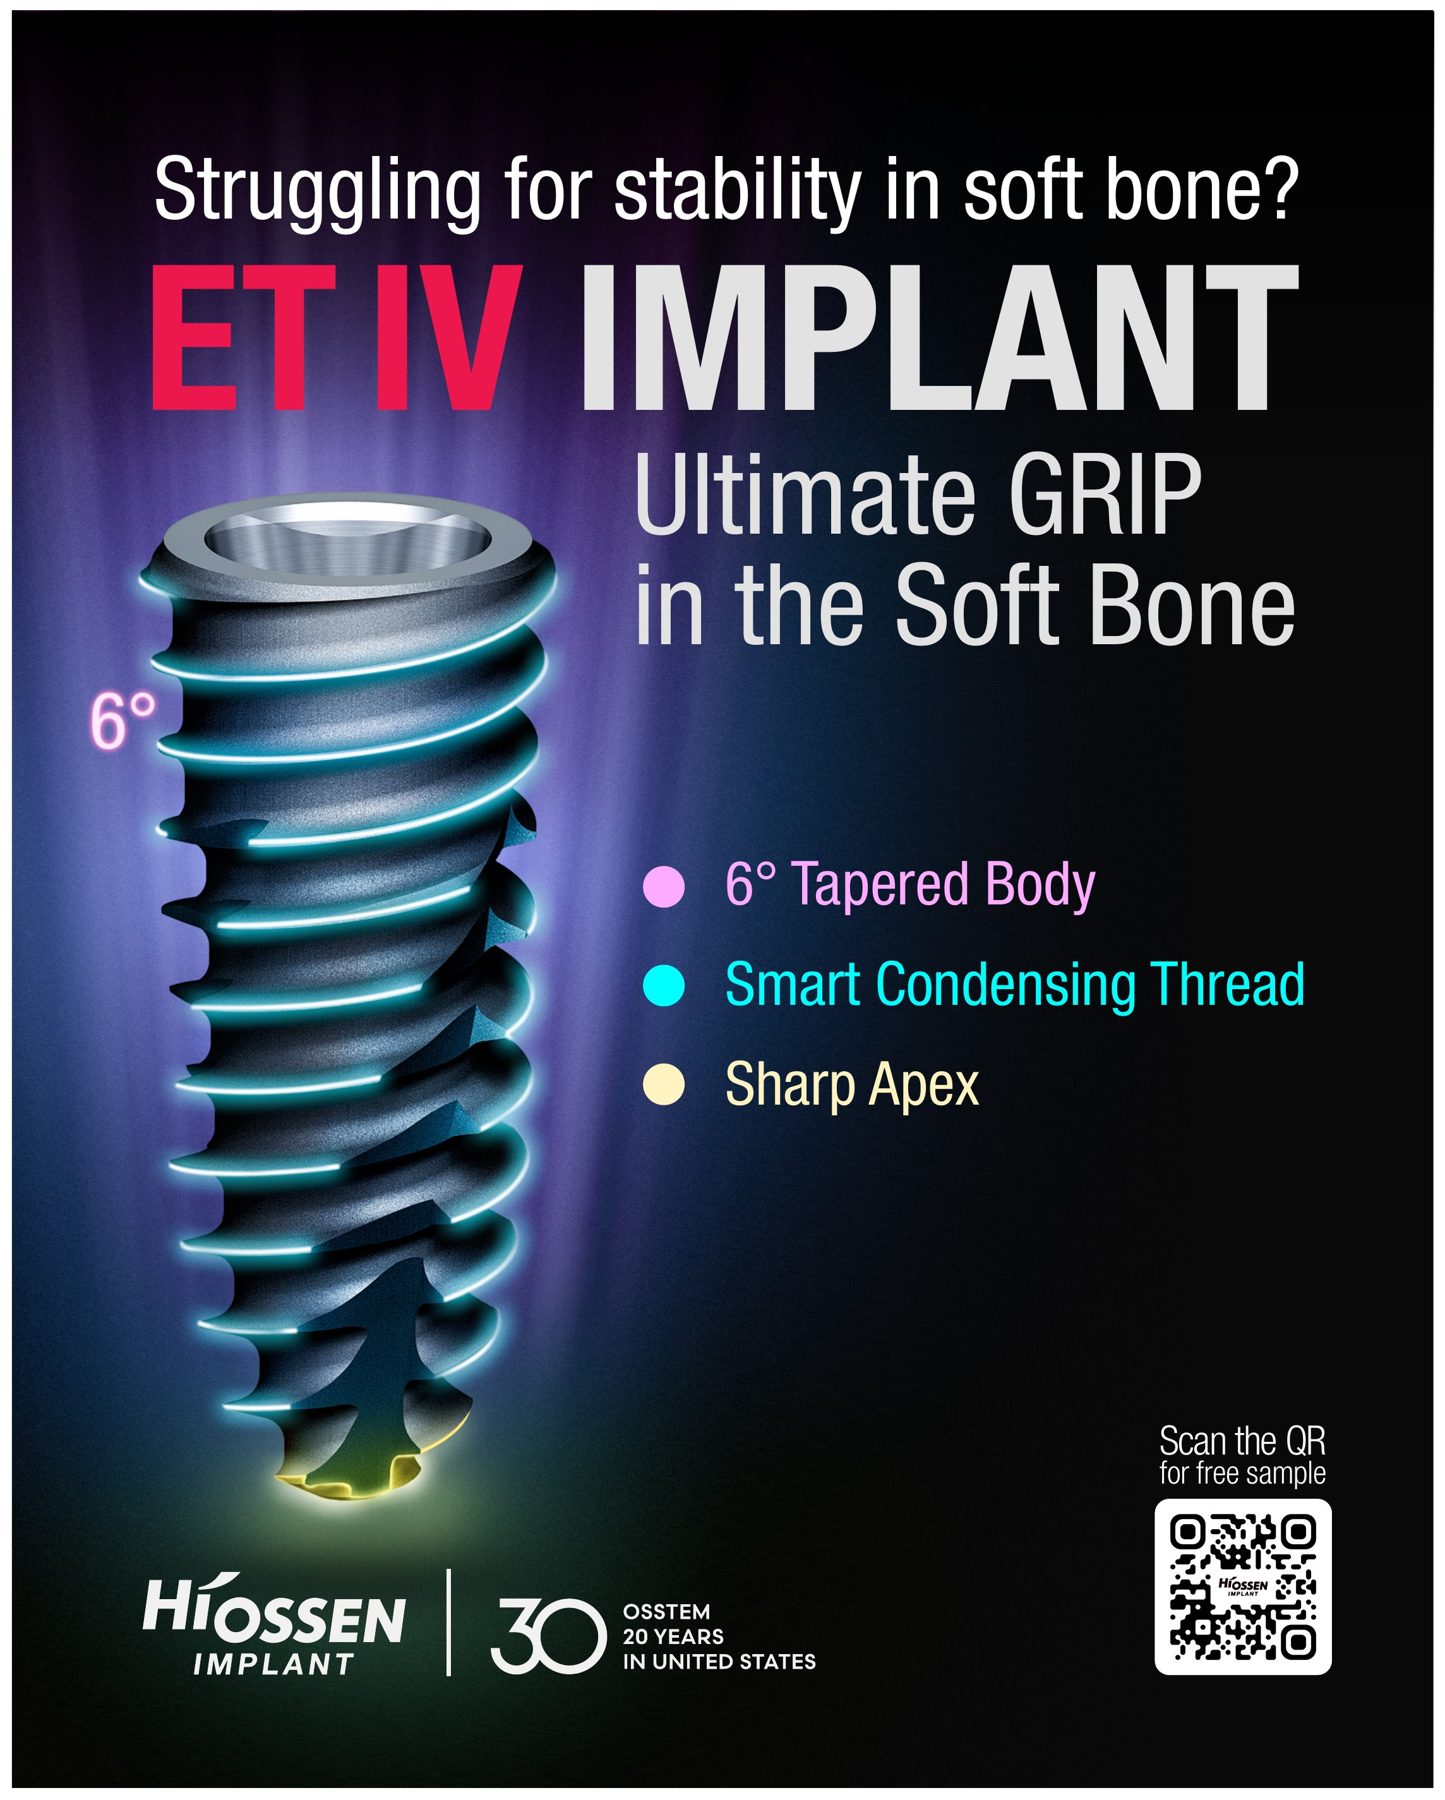 Struggling for stability in soft bone?
ET IV IMPLANT
Ultimate GRIP
in the Soft Bone
6°
6° Tapered Body
Smart Condensing Thread
Sharp Apex
Scan the QR
for free sample
HIOSSEN
IMPLANT
HIOSSEN
IMPLANT
30
OSSTEM
20 YEARS
IN UNITED STATES